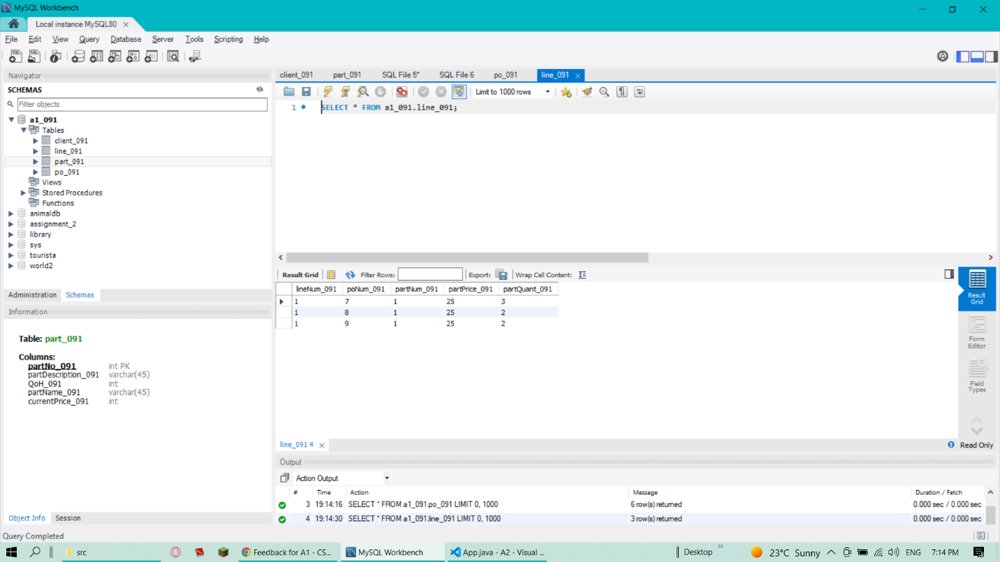 MySQL Workbench
Local instance MySQL80
File Edit View Query Database Server Tools Scripting Help
Navigator
SCHEMAS
Filter objects
a1_091
Tables
client_091
line_091
part_091
po_091
Views
Stored Procedures
Functions
animaldb
assignment_2
library
sys
tourista
world2
Administration Schemas
Information
Table: part_091
Columns:
partNo_091 int PK
partDescription_091 varchar(45)
QoH_091 int
partName_091 varchar(45)
currentPrice_091 int
Object Info Session
client_091 part_091 SQL File 5* SQL File 6 po_091 line_091
Limit to 1000 rows
1 SELECT * FROM a1_091.line_091;
Result Grid Filter Rows: Export: Wrap Cell Content:
lineNum_091 poNum_091 partNum_091 partPrice_091 partQuant_091
1 7 1 25 3
1 8 1 25 2
1 9 1 25 2
Result Grid
Form Editor
Field Types
line_091 4 Read Only
Output
Action Output
# Time Action Message Duration / Fetch
3 19:14:16 SELECT * FROM a1_091.po_091 LIMIT 0, 1000 6 row(s) returned 0.000 sec / 0.000 sec
4 19:14:30 SELECT * FROM a1_091.line_091 LIMIT 0, 1000 3 row(s) returned 0.000 sec / 0.000 sec
Query Completed
src Feedback for A1 - CS... MySQL Workbench App.java - A2 - Visual ... Desktop 23°C Sunny ENG 7:14 PM